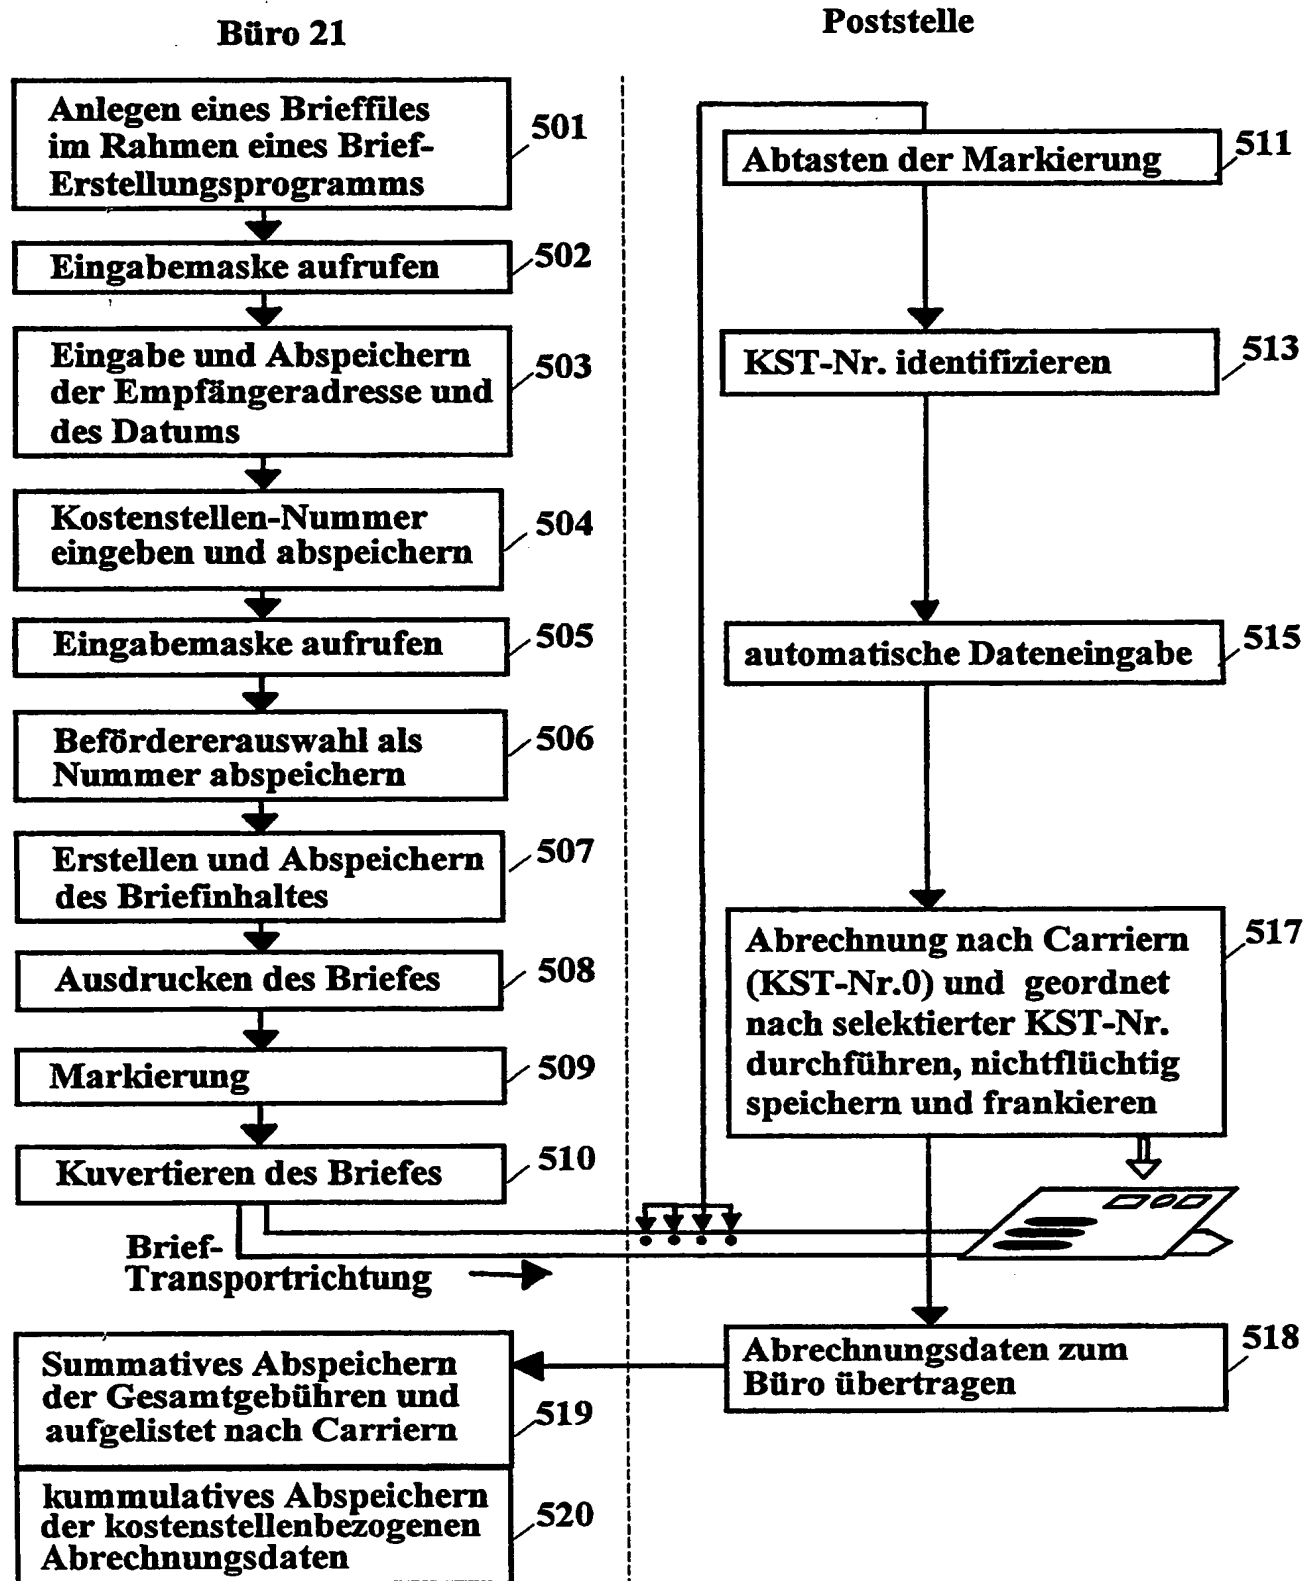 Büro 21
Anlegen eines Brieffiles
im Rahmen eines Brief-
Erstellungsprogramms
501
Eingabemaske aufrufen
502
Eingabe und Abspeichern
der Empfängeradresse und
des Datums
503
Kostenstellen-Nummer
eingeben und abspeichern
504
Eingabemaske aufrufen
505
Befördererauswahl als
Nummer abspeichern
506
Erstellen und Abspeichern
des Briefinhaltes
507
Ausdrucken des Briefes
508
Markierung
509
Kuvertieren des Briefes
510
Brief-
Transportrichtung
Poststelle
Abtasten der Markierung
511
KST-Nr. identifizieren
513
automatische Dateneingabe
515
Abrechnung nach Carriern
(KST-Nr.0) und geordnet
nach selektierter KST-Nr.
durchführen, nichtflüchtig
speichern und frankieren
517
Abrechnungsdaten zum
Büro übertragen
518
Summatives Abspeichern
der Gesamtgebühren und
aufgelistet nach Carriern
519
kummulatives Abspeichern
der kostenstellenbezogenen
Abrechnungsdaten
520